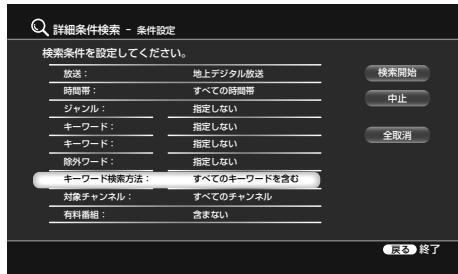 詳細条件検索 - 条件設定
検索条件を設定してください。
放送： 地上デジタル放送
時間帯： すべての時間帯
ジャンル： 指定しない
キーワード： 指定しない
キーワード： 指定しない
除外ワード： 指定しない
キーワード検索方法： すべてのキーワードを含む
対象チャンネル： すべてのチャンネル
有料番組： 含まない
検索開始
中止
全取消
戻る 終了